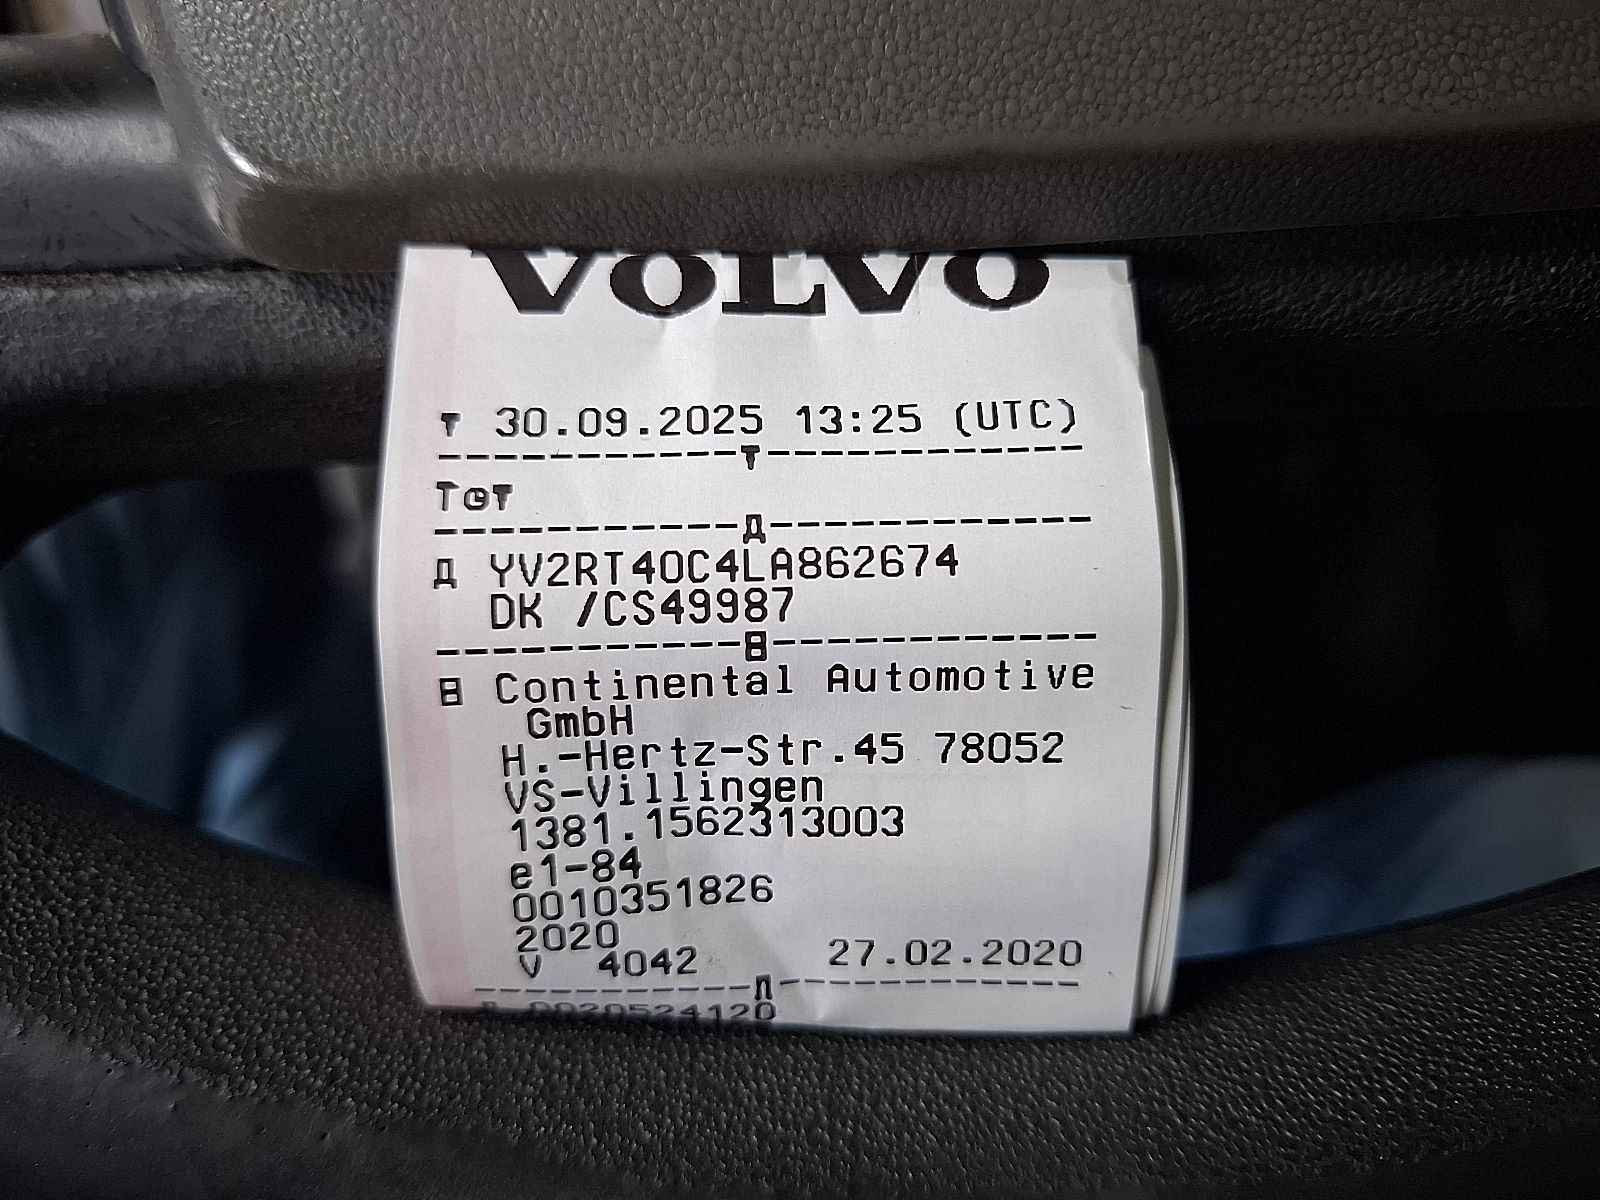 VOLVO
30.09.2025 13:25 (UTC)
T
YV2RT40C4LA862674
DK /CS49987
Continental Automotive
GmbH
H.-Hertz-Str.45 78052
VS-Villingen
1381.1562313003
e1-84
0010351826
2020
V 4042 27.02.2020
0020524120